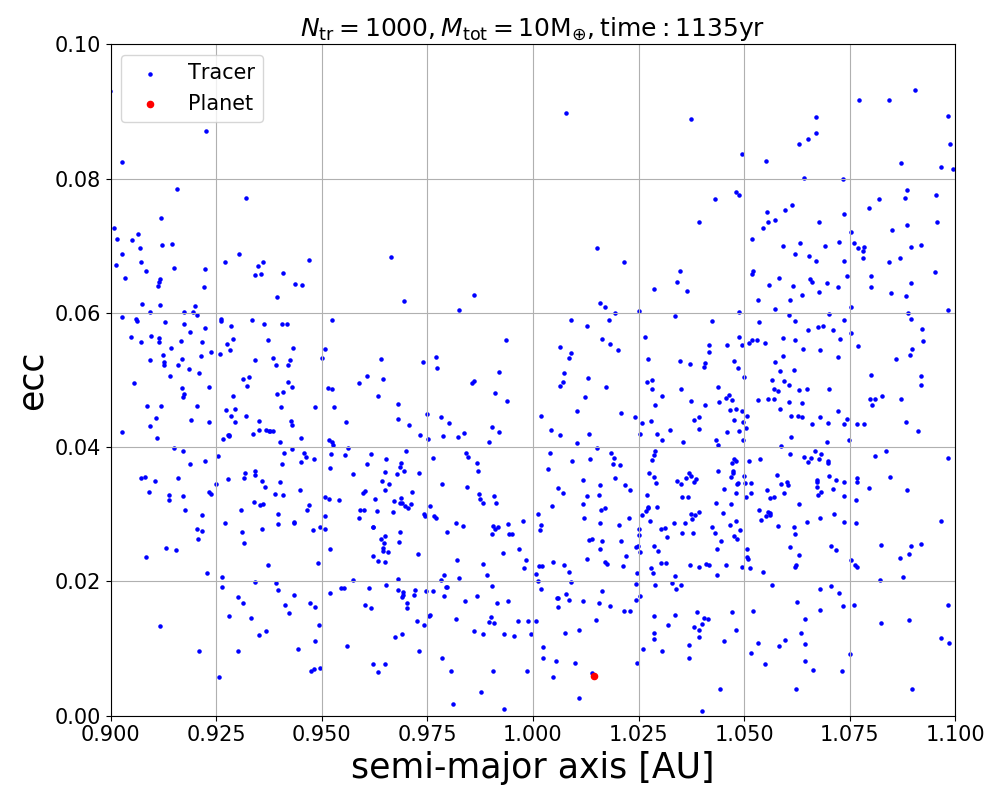 N_tr = 1000, M_tot = 10M_⊕, time : 1135yr
Tracer
Planet
ecc
0.10
0.08
0.06
0.04
0.02
0.00
0.900 0.925 0.950 0.975 1.000 1.025 1.050 1.075 1.100
semi-major axis [AU]